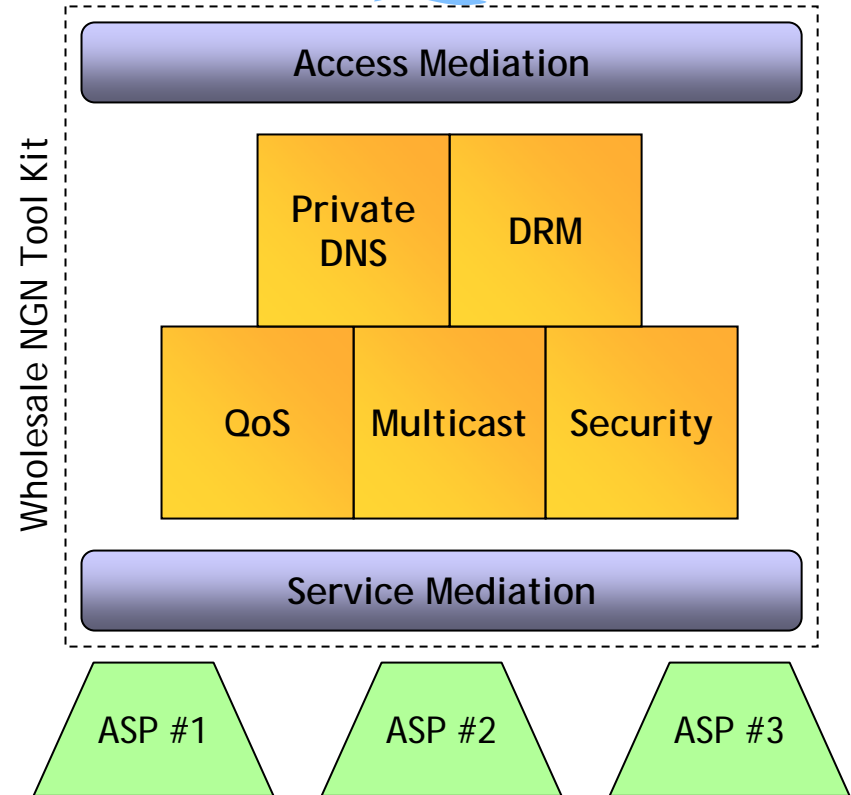 Wholesale NGN Tool Kit
Access Mediation
Private
DNS
DRM
QoS
Multicast
Security
Service Mediation
ASP #1
ASP #2
ASP #3